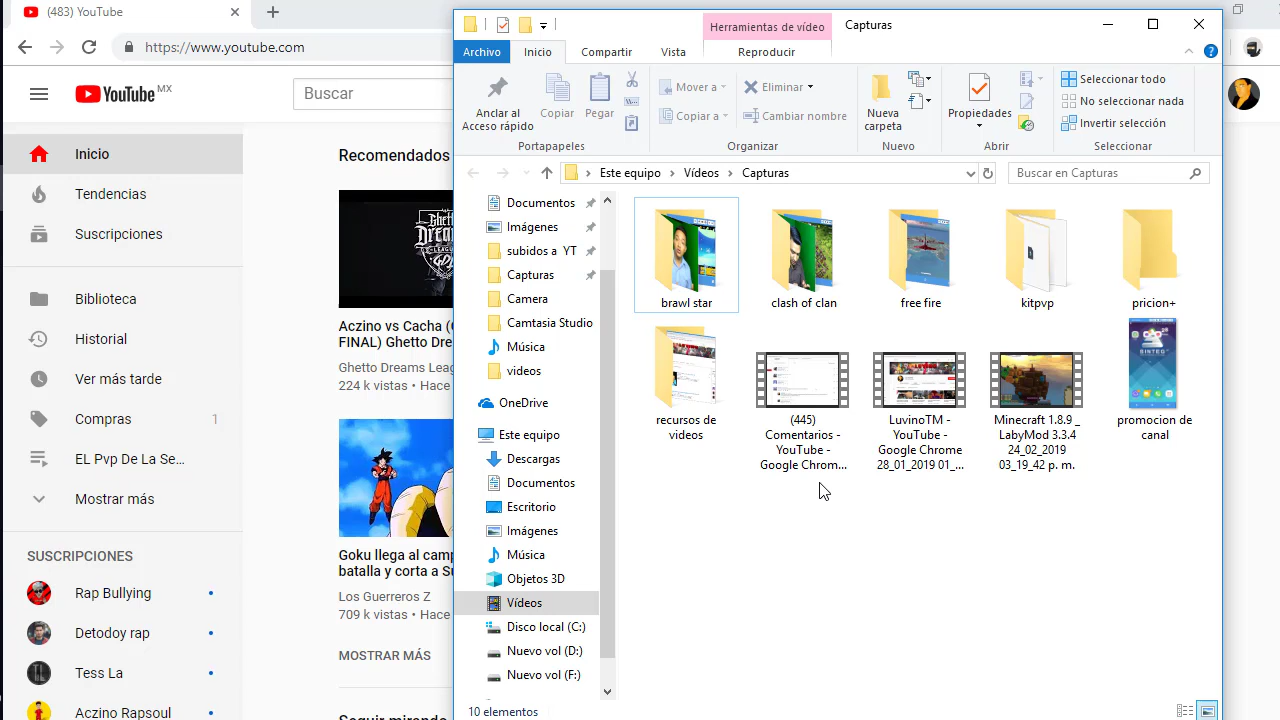 (483) YouTube
https://www.youtube.com
YouTube MX
Buscar
Inicio
Tendencias
Suscripciones
Biblioteca
Historial
Ver más tarde
Compras 1
EL Pvp De La Se...
Mostrar más
SUSCRIPCIONES
Rap Bullying
Detodoy rap
Tess La
Aczino Rapsoul
Recomendados
Aczino vs Cacha (
FINAL) Ghetto Dre
Ghetto Dreams Leag
224 k vistas • Hace
Goku llega al camp
batalla y corta a Su
Los Guerreros Z
709 k vistas • Hace
MOSTRAR MÁS
Seguir mirando
Herramientas de vídeo
Capturas
Archivo
Inicio
Compartir
Vista
Reproducir
Anclar al
Acceso rápido
Copiar
Pegar
Portapapeles
Mover a
Copiar a
Eliminar
Cambiar nombre
Organizar
Nueva
carpeta
Nuevo
Propiedades
Abrir
Seleccionar todo
No seleccionar nada
Invertir selección
Seleccionar
Este equipo › Vídeos › Capturas
Buscar en Capturas
Documentos
Imágenes
subidos a YT
Capturas
Camera
Camtasia Studio
Música
videos
OneDrive
Este equipo
Descargas
Documentos
Escritorio
Imágenes
Música
Objetos 3D
Vídeos
Disco local (C:)
Nuevo vol (D:)
Nuevo vol (F:)
brawl star
clash of clan
free fire
kitpvp
pricion+
recursos de
videos
(445)
Comentarios -
YouTube -
Google Chrom...
LuvinoTM -
YouTube -
Google Chrome
28_01_2019 01_...
Minecraft 1.8.9 _
LabyMod 3.3.4
24_02_2019
03_19_42 p. m.
promocion de
canal
10 elementos